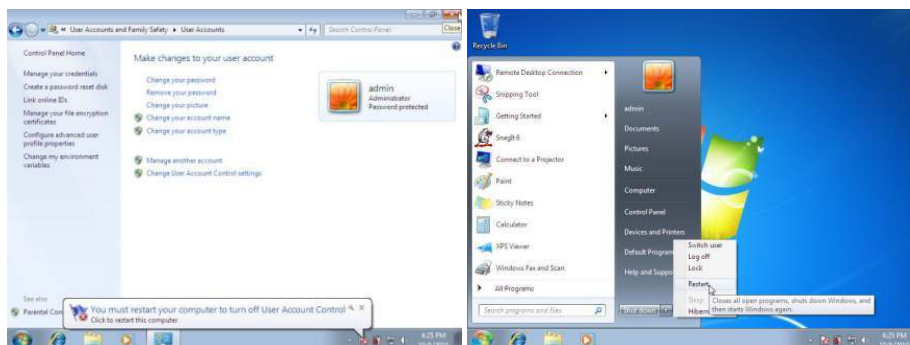 « User Accounts and Family Safety ▸ User Accounts
Search Control Panel
Close
Control Panel Home
Manage your credentials
Create a password reset disk
Link online IDs
Manage your file encryption
certificates
Configure advanced user
profile properties
Change my environment
variables
See also
Parental Con
Make changes to your user account
Change your password
Remove your password
Change your picture
Change your account name
Change your account type
Manage another account
Change User Account Control settings
admin
Administrator
Password protected
You must restart your computer to turn off User Account Control
Click to restart this computer
4:25 PM
Recycle Bin
Remote Desktop Connection
Snipping Tool
Getting Started
SnagIt 6
Connect to a Projector
Paint
Sticky Notes
Calculator
XPS Viewer
Windows Fax and Scan
All Programs
Search programs and files
admin
Documents
Pictures
Music
Computer
Control Panel
Devices and Printers
Default Program
Help and Suppo
Shut down
Switch user
Log off
Lock
Restart
Sleep
Hibern
Closes all open programs, shuts down Windows, and
then starts Windows again.
4:25 PM